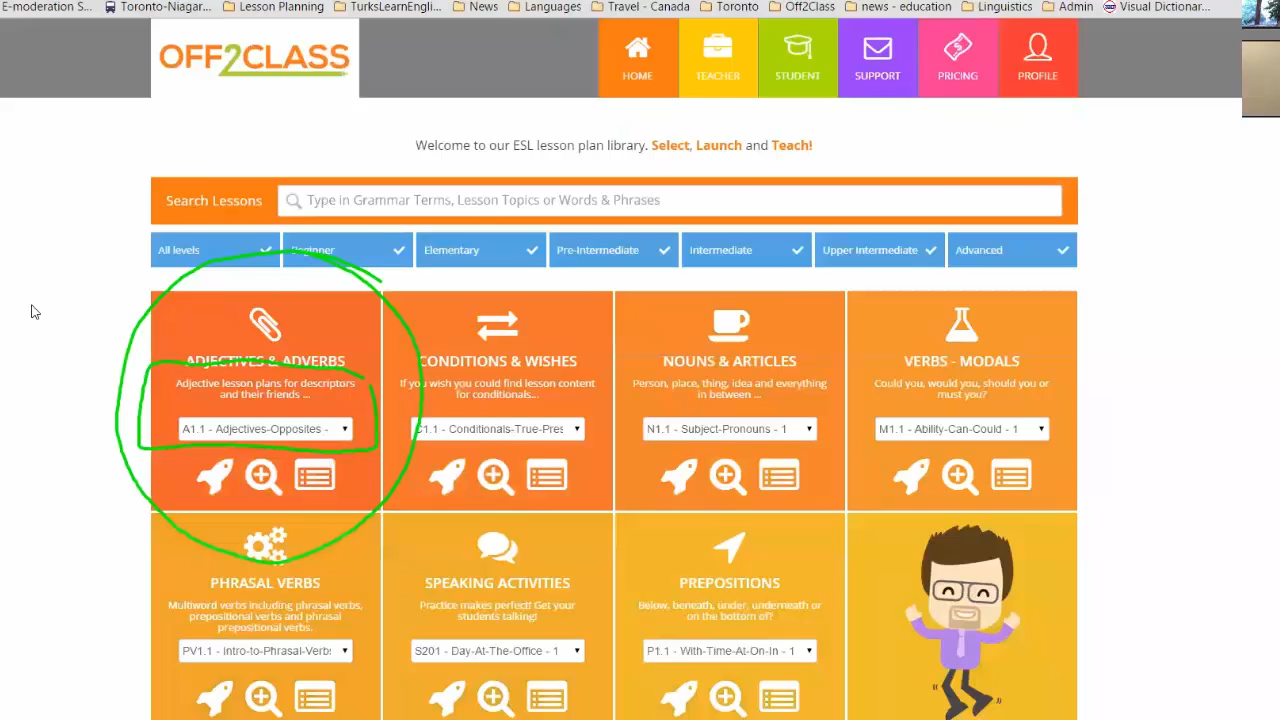 E-moderation S... Toronto-Niagar... Lesson Planning TurksLearnEngli... News Languages Travel - Canada Toronto Off2Class news - education Linguistics Admin Visual Dictionar...
OFF2CLASS
HOME TEACHER STUDENT SUPPORT PRICING PROFILE
Welcome to our ESL lesson plan library. Select, Launch and Teach!
Search Lessons Type in Grammar Terms, Lesson Topics or Words & Phrases
All levels Beginner Elementary Pre-Intermediate Intermediate Upper Intermediate Advanced
ADJECTIVES & ADVERBS
Adjective lesson plans for descriptors
and their friends ...
A1.1 - Adjectives-Opposites -
CONDITIONS & WISHES
If you wish you could find lesson content
for conditionals...
C1.1 - Conditionals-True-Pres
NOUNS & ARTICLES
Person, place, thing, idea and everything
in between ...
N1.1 - Subject-Pronouns - 1
VERBS - MODALS
Could you, would you, should you or
must you?
M1.1 - Ability-Can-Could - 1
PHRASAL VERBS
Multiword verbs including phrasal verbs,
prepositional verbs and phrasal
prepositional verbs.
PV1.1 - Intro-to-Phrasal-Verbs
SPEAKING ACTIVITIES
Practice makes perfect! Get your
students talking!
S201 - Day-At-The-Office - 1
PREPOSITIONS
Below, beneath, under, underneath or
on the bottom of?
P1.1 - With-Time-At-On-In - 1